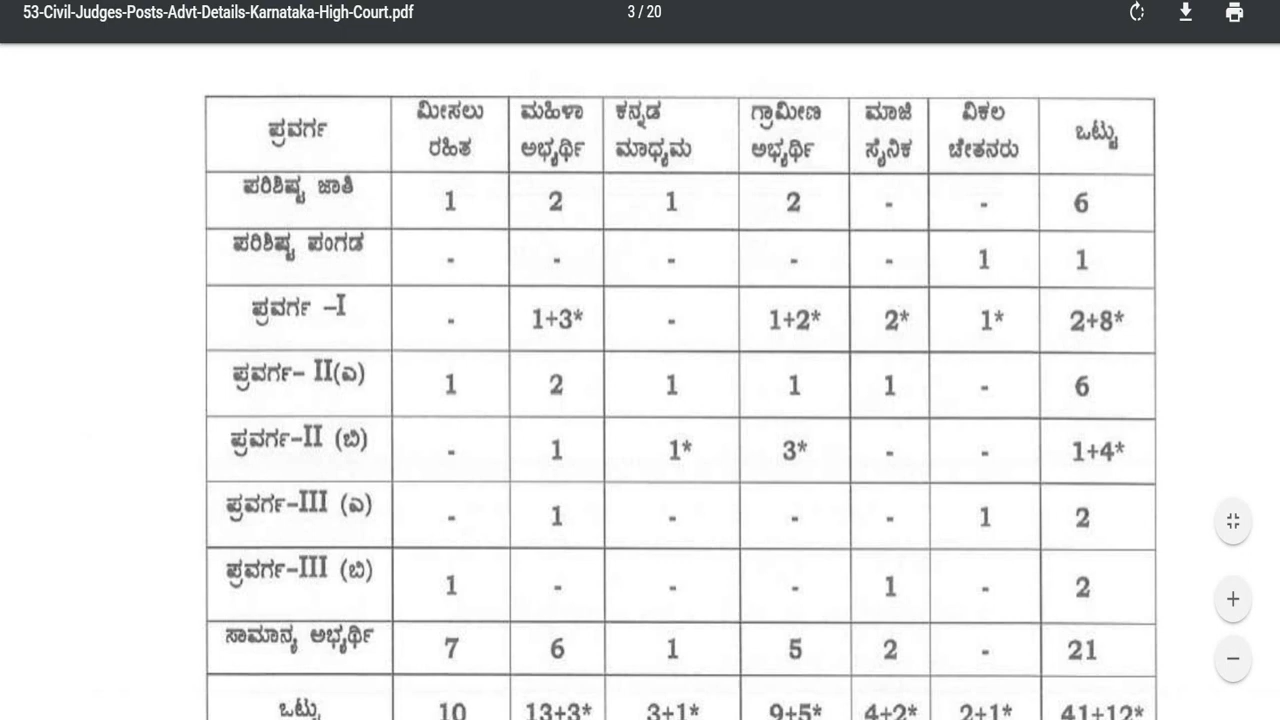 53-Civil-Judges-Posts-Advt-Details-Karnataka-High-Court.pdf 3 / 20
ಪ್ರವರ್ಗ ಮೀಸಲು ರಹಿತ ಮಹಿಳಾ ಅಭ್ಯರ್ಥಿ ಕನ್ನಡ ಮಾಧ್ಯಮ ಗ್ರಾಮೀಣ ಅಭ್ಯರ್ಥಿ ಮಾಜಿ ಸೈನಿಕ ವಿಕಲ ಚೇತನರು ಒಟ್ಟು
ಪರಿಶಿಷ್ಟ ಜಾತಿ 1 2 1 2 - - 6
ಪರಿಶಿಷ್ಟ ಪಂಗಡ - - - - - 1 1
ಪ್ರವರ್ಗ –I - 1+3* - 1+2* 2* 1* 2+8*
ಪ್ರವರ್ಗ– II(ಎ) 1 2 1 1 1 - 6
ಪ್ರವರ್ಗ–II (ಬಿ) - 1 1* 3* - - 1+4*
ಪ್ರವರ್ಗ–III (ಎ) - 1 - - - 1 2
ಪ್ರವರ್ಗ–III (ಬಿ) 1 - - - 1 - 2
ಸಾಮಾನ್ಯ ಅಭ್ಯರ್ಥಿ 7 6 1 5 2 - 21
ಒಟ್ಟು 10 13+3* 3+1* 9+5* 4+2* 2+1* 41+12*